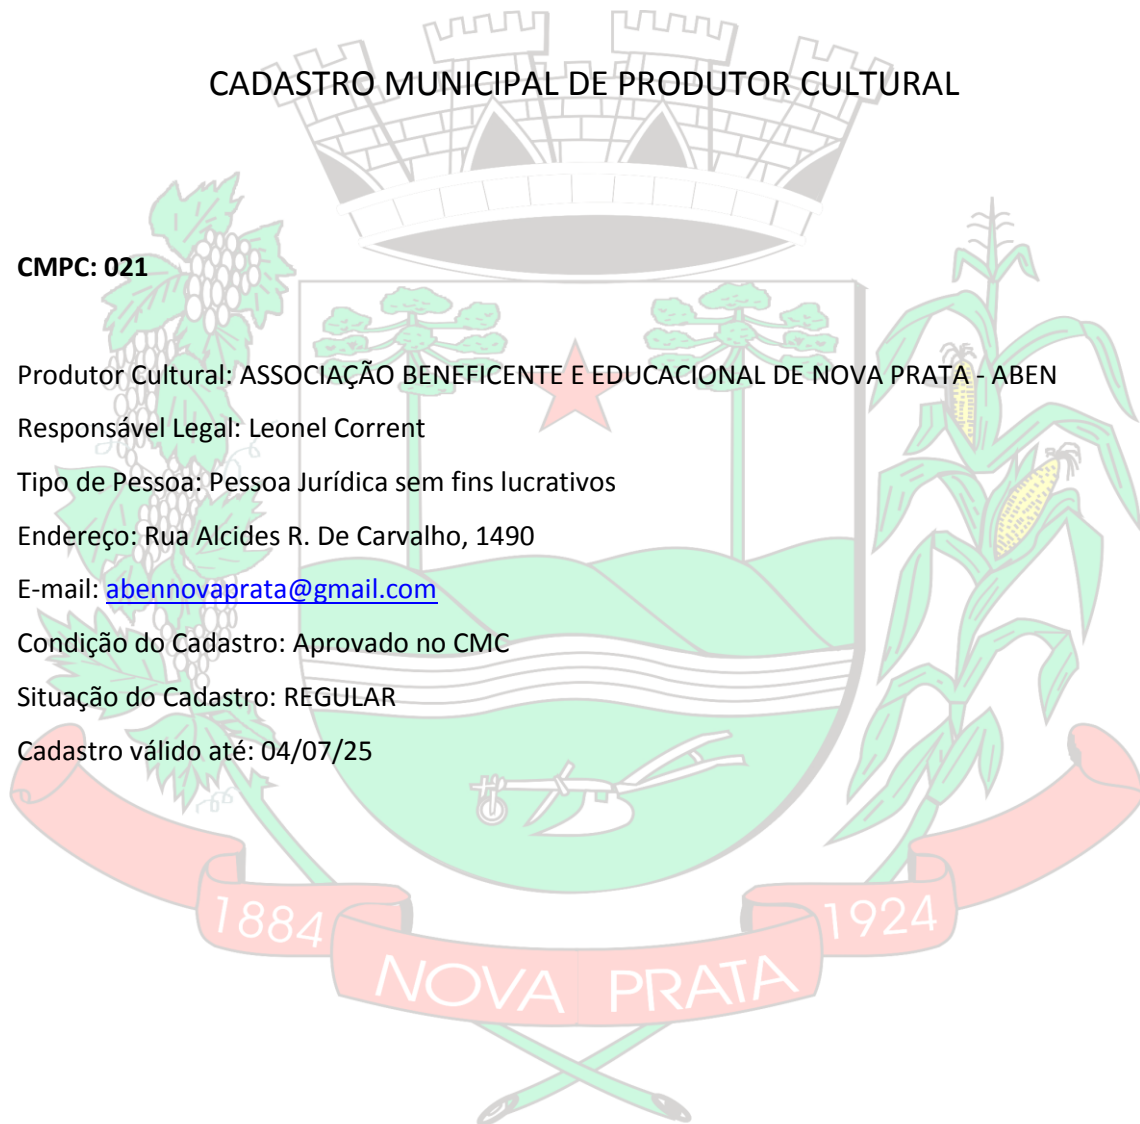 CADASTRO MUNICIPAL DE PRODUTOR CULTURAL
CMPC: 021
Produtor Cultural: ASSOCIAÇÃO BENEFICENTE E EDUCACIONAL DE NOVA PRATA - ABEN
Responsável Legal: Leonel Corrent
Tipo de Pessoa: Pessoa Jurídica sem fins lucrativos
Endereço: Rua Alcides R. De Carvalho, 1490
E-mail: abennovaprata@gmail.com
Condição do Cadastro: Aprovado no CMC
Situação do Cadastro: REGULAR
Cadastro válido até: 04/07/25
1884
NOVA PRATA
1924